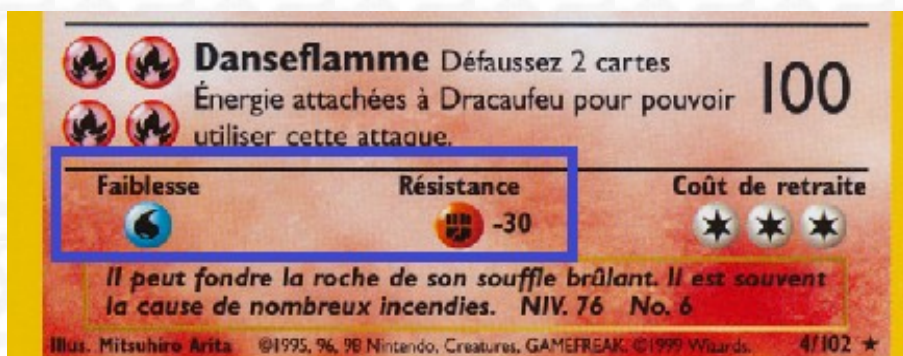 Danseflamme Défaussez 2 cartes
Énergie attachées à Dracaufeu pour pouvoir 100
utiliser cette attaque.
Faiblesse Résistance Coût de retraite
-30
Il peut fondre la roche de son souffle brûlant. Il est souvent
la cause de nombreux incendies. NIV. 76 No. 6
Illus. Mitsuhiro Arita ©1995, 96, 98 Nintendo, Creatures, GAMEFREAK. ©1999 Wizards. 4/102 ★